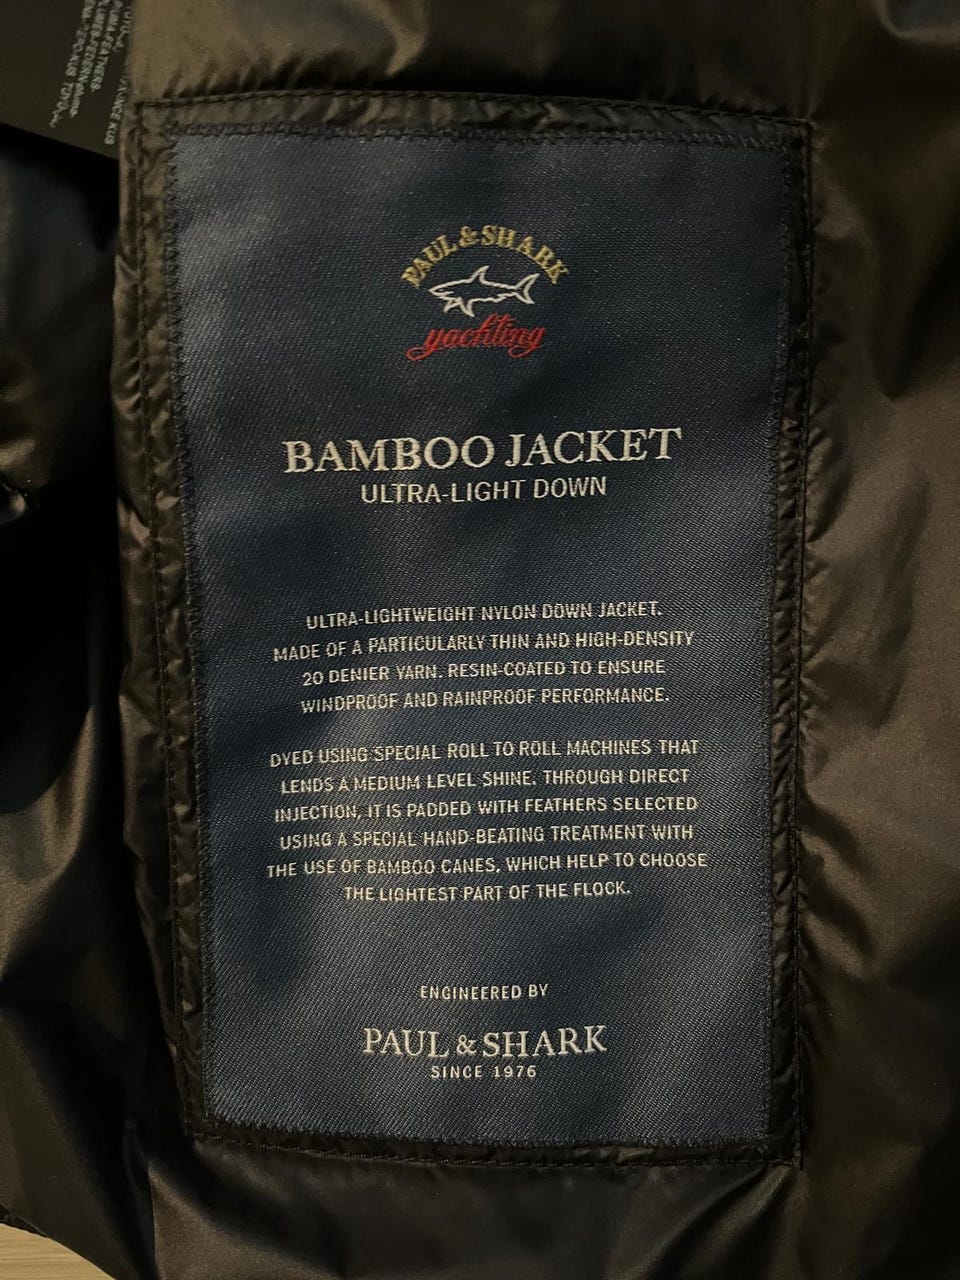 PAUL & SHARK
yachting
BAMBOO JACKET
ULTRA-LIGHT DOWN
ULTRA-LIGHTWEIGHT NYLON DOWN JACKET.
MADE OF A PARTICULARLY THIN AND HIGH-DENSITY
20 DENIER YARN. RESIN-COATED TO ENSURE
WINDPROOF AND RAINPROOF PERFORMANCE.
DYED USING SPECIAL ROLL TO ROLL MACHINES THAT
LENDS A MEDIUM LEVEL SHINE. THROUGH DIRECT
INJECTION, IT IS PADDED WITH FEATHERS SELECTED
USING A SPECIAL HAND-BEATING TREATMENT WITH
THE USE OF BAMBOO CANES, WHICH HELP TO CHOOSE
THE LIGHTEST PART OF THE FLOCK.
ENGINEERED BY
PAUL & SHARK
SINCE 1976